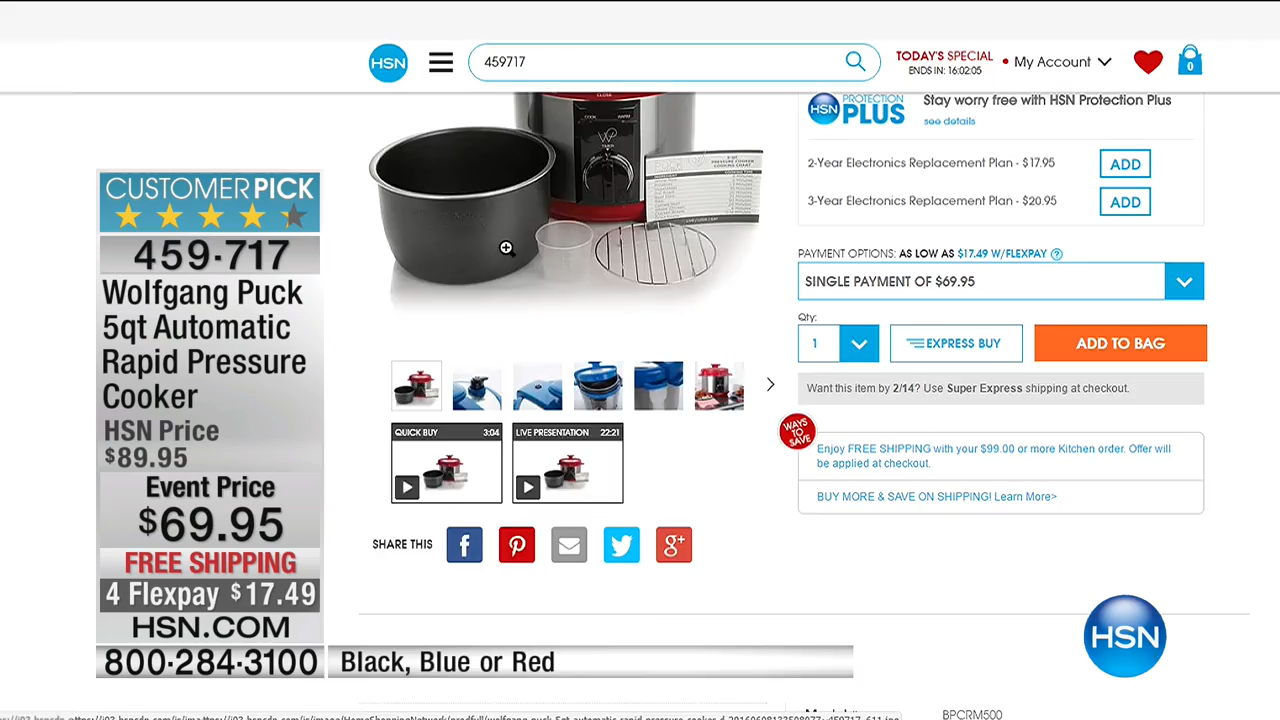 HSN
459717
TODAY'S SPECIAL
ENDS IN: 16:02:05
My Account
0
HSN PROTECTION PLUS
Stay worry free with HSN Protection Plus
see details
2-Year Electronics Replacement Plan - $17.95
ADD
3-Year Electronics Replacement Plan - $20.95
ADD
PAYMENT OPTIONS: AS LOW AS $17.49 W/FLEXPAY ?
SINGLE PAYMENT OF $69.95
Qty:
1
EXPRESS BUY
ADD TO BAG
Want this item by 2/14? Use Super Express shipping at checkout.
WAYS TO SAVE
Enjoy FREE SHIPPING with your $99.00 or more Kitchen order. Offer will
be applied at checkout.
BUY MORE & SAVE ON SHIPPING! Learn More>
WP
QUICK BUY 3:04
LIVE PRESENTATION 22:21
SHARE THIS
CUSTOMER PICK
459-717
Wolfgang Puck
5qt Automatic
Rapid Pressure
Cooker
HSN Price
$89.95
Event Price
$69.95
FREE SHIPPING
4 Flexpay $17.49
HSN.COM
800-284-3100
Black, Blue or Red
HSN
BPCRM500